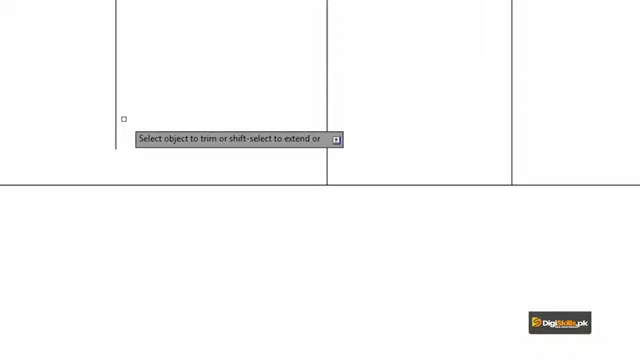 Select object to trim or shift-select to extend or
DigiSkills.pk